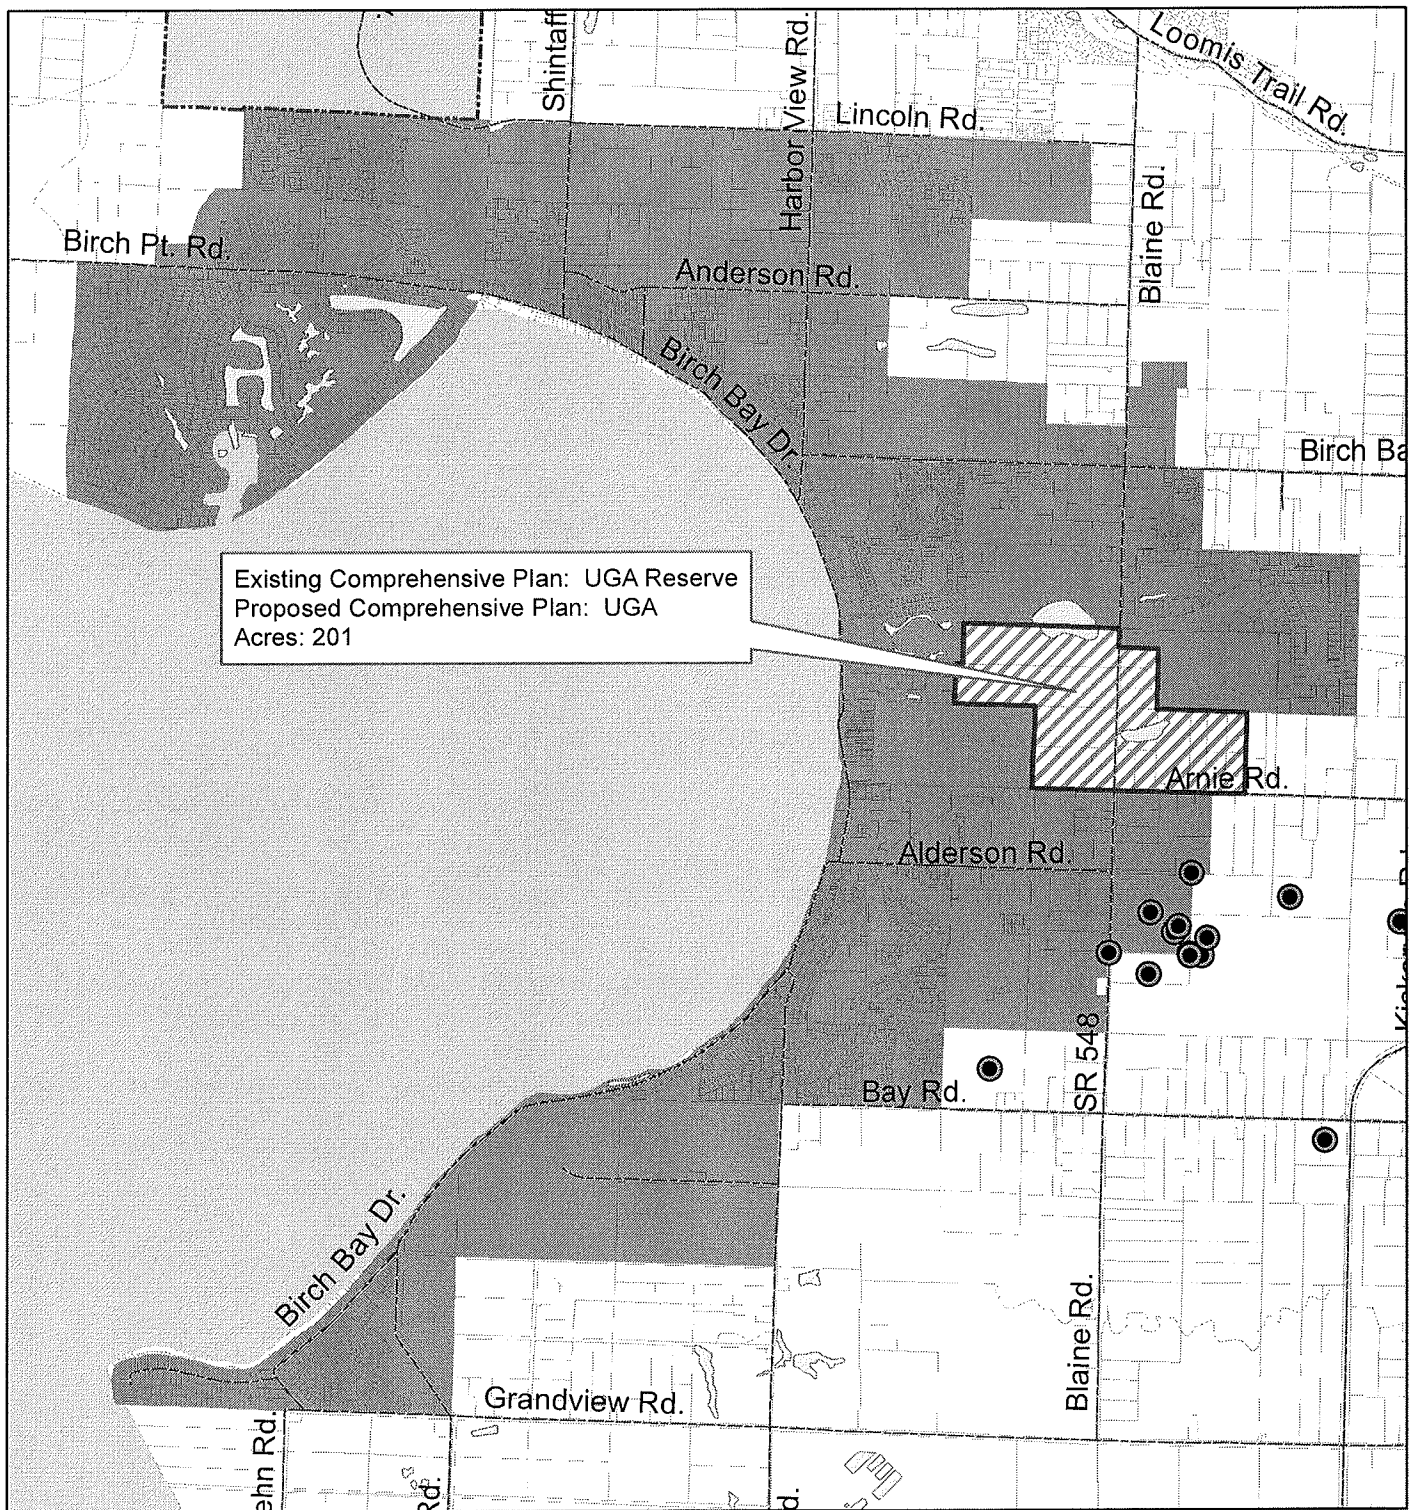 Shintaff
Harbor View Rd.
Loomis Trail Rd.
Lincoln Rd.
Blaine Rd.
Birch Pt. Rd.
Anderson Rd.
Birch Bay Dr.
Birch Ba
Existing Comprehensive Plan: UGA Reserve
Proposed Comprehensive Plan: UGA
Acres: 201
Arnie Rd.
Alderson Rd.
SR 548
Bay Rd.
Birch Bay Dr.
Blaine Rd.
Grandview Rd.
ehn Rd.
Rd.
d.